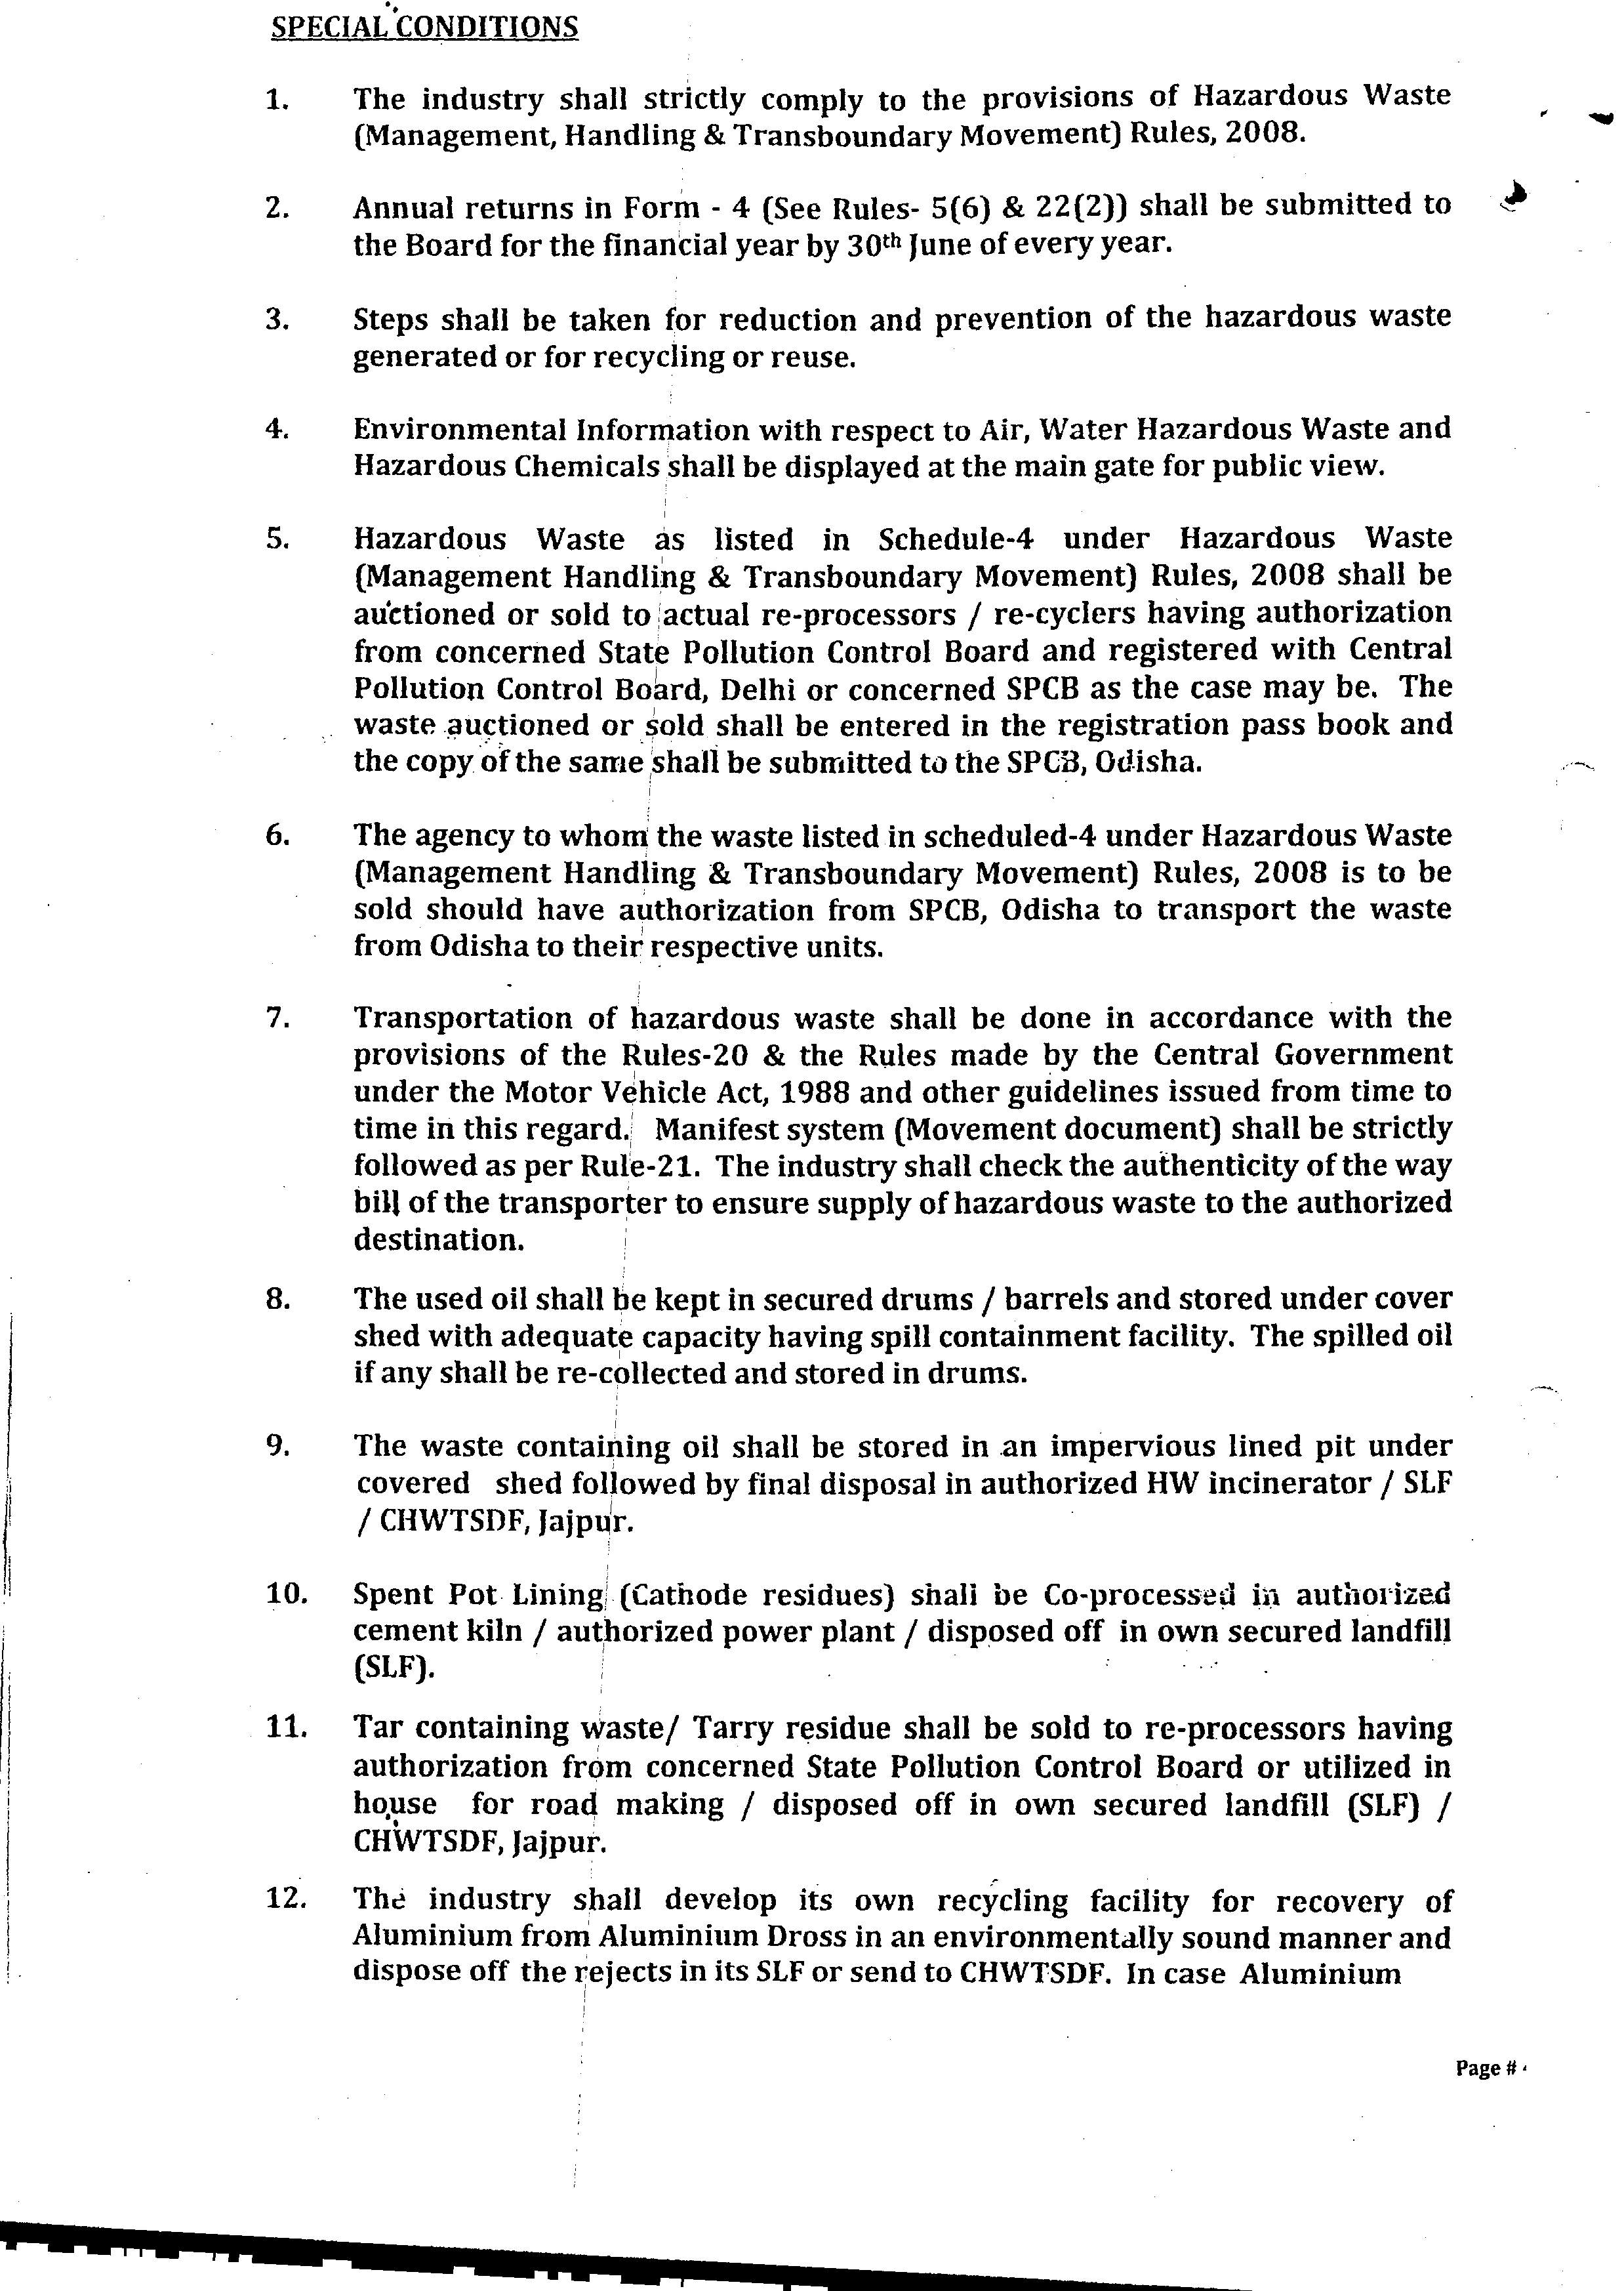 SPECIAL CONDITIONS
1. The industry shall strictly comply to the provisions of Hazardous Waste
(Management, Handling & Transboundary Movement) Rules, 2008.
2. Annual returns in Form - 4 (See Rules- 5(6) & 22(2)) shall be submitted to
the Board for the financial year by 30th June of every year.
3. Steps shall be taken for reduction and prevention of the hazardous waste
generated or for recycling or reuse.
4. Environmental Information with respect to Air, Water Hazardous Waste and
Hazardous Chemicals shall be displayed at the main gate for public view.
5. Hazardous Waste as listed in Schedule-4 under Hazardous Waste
(Management Handling & Transboundary Movement) Rules, 2008 shall be
auctioned or sold to actual re-processors / re-cyclers having authorization
from concerned State Pollution Control Board and registered with Central
Pollution Control Board, Delhi or concerned SPCB as the case may be. The
waste auctioned or sold shall be entered in the registration pass book and
the copy of the same shall be submitted to the SPCB, Odisha.
6. The agency to whom the waste listed in scheduled-4 under Hazardous Waste
(Management Handling & Transboundary Movement) Rules, 2008 is to be
sold should have authorization from SPCB, Odisha to transport the waste
from Odisha to their respective units.
7. Transportation of hazardous waste shall be done in accordance with the
provisions of the Rules-20 & the Rules made by the Central Government
under the Motor Vehicle Act, 1988 and other guidelines issued from time to
time in this regard. Manifest system (Movement document) shall be strictly
followed as per Rule-21. The industry shall check the authenticity of the way
bill of the transporter to ensure supply of hazardous waste to the authorized
destination.
8. The used oil shall be kept in secured drums / barrels and stored under cover
shed with adequate capacity having spill containment facility. The spilled oil
if any shall be re-collected and stored in drums.
9. The waste containing oil shall be stored in an impervious lined pit under
covered shed followed by final disposal in authorized HW incinerator / SLF
/ CHWTSDF, Jajpur.
10. Spent Pot Lining (Cathode residues) shall be Co-processed in authorized
cement kiln / authorized power plant / disposed off in own secured landfill
(SLF).
11. Tar containing waste/ Tarry residue shall be sold to re-processors having
authorization from concerned State Pollution Control Board or utilized in
house for road making / disposed off in own secured landfill (SLF) /
CHWTSDF, Jajpur.
12. The industry shall develop its own recycling facility for recovery of
Aluminium from Aluminium Dross in an environmentally sound manner and
dispose off the rejects in its SLF or send to CHWTSDF. In case Aluminium
Page #